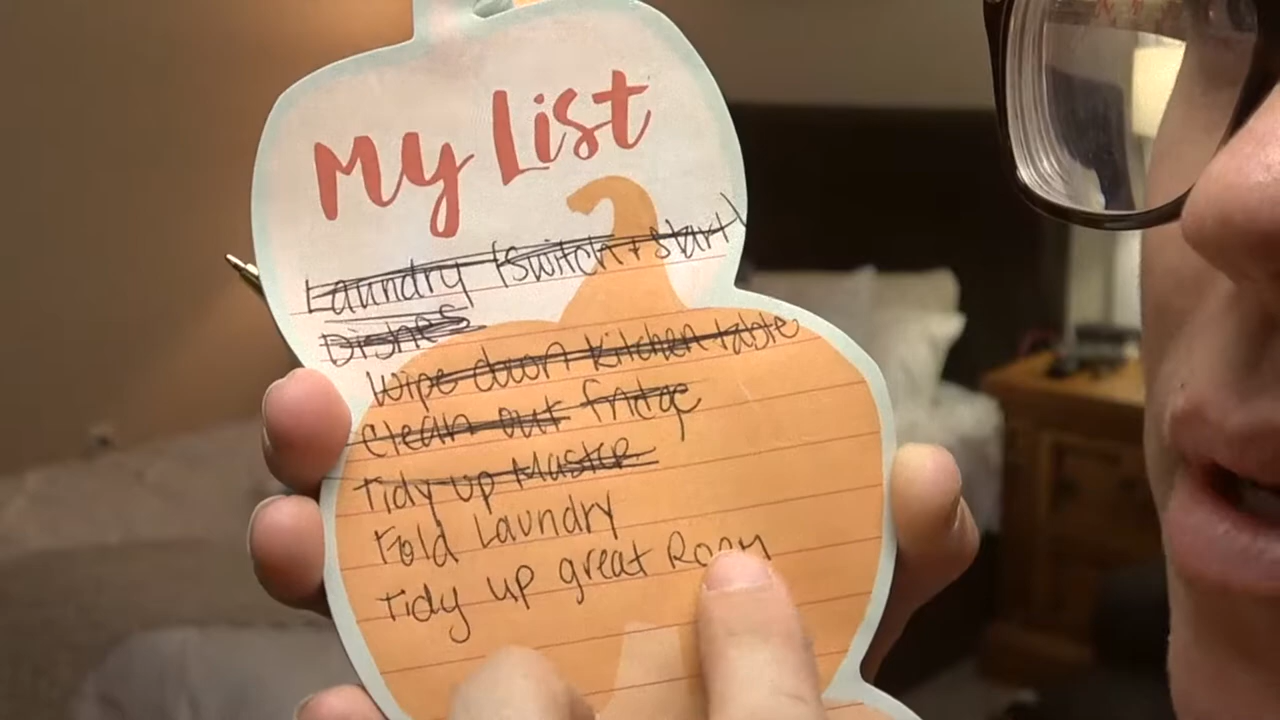 My List
Laundry (Switch + start)
Dishes
Wipe down kitchen table
Clean out fridge
Tidy up Master
Fold Laundry
Tidy up great Room